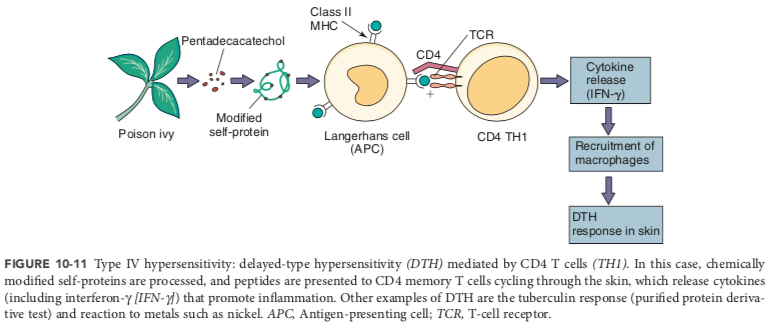 Class II
MHC
TCR
Pentadecacatechol
CD4
+
Cytokine
release
(IFN-γ)
Modified
self-protein
Poison ivy
Langerhans cell
(APC)
CD4 TH1
Recruitment of
macrophages
DTH
response in skin
FIGURE 10-11 Type IV hypersensitivity: delayed-type hypersensitivity (DTH) mediated by CD4 T cells (TH1). In this case, chemically
modified self-proteins are processed, and peptides are presented to CD4 memory T cells cycling through the skin, which release cytokines
(including interferon-γ [IFN-γ]) that promote inflammation. Other examples of DTH are the tuberculin response (purified protein deriva-
tive test) and reaction to metals such as nickel. APC, Antigen-presenting cell; TCR, T-cell receptor.